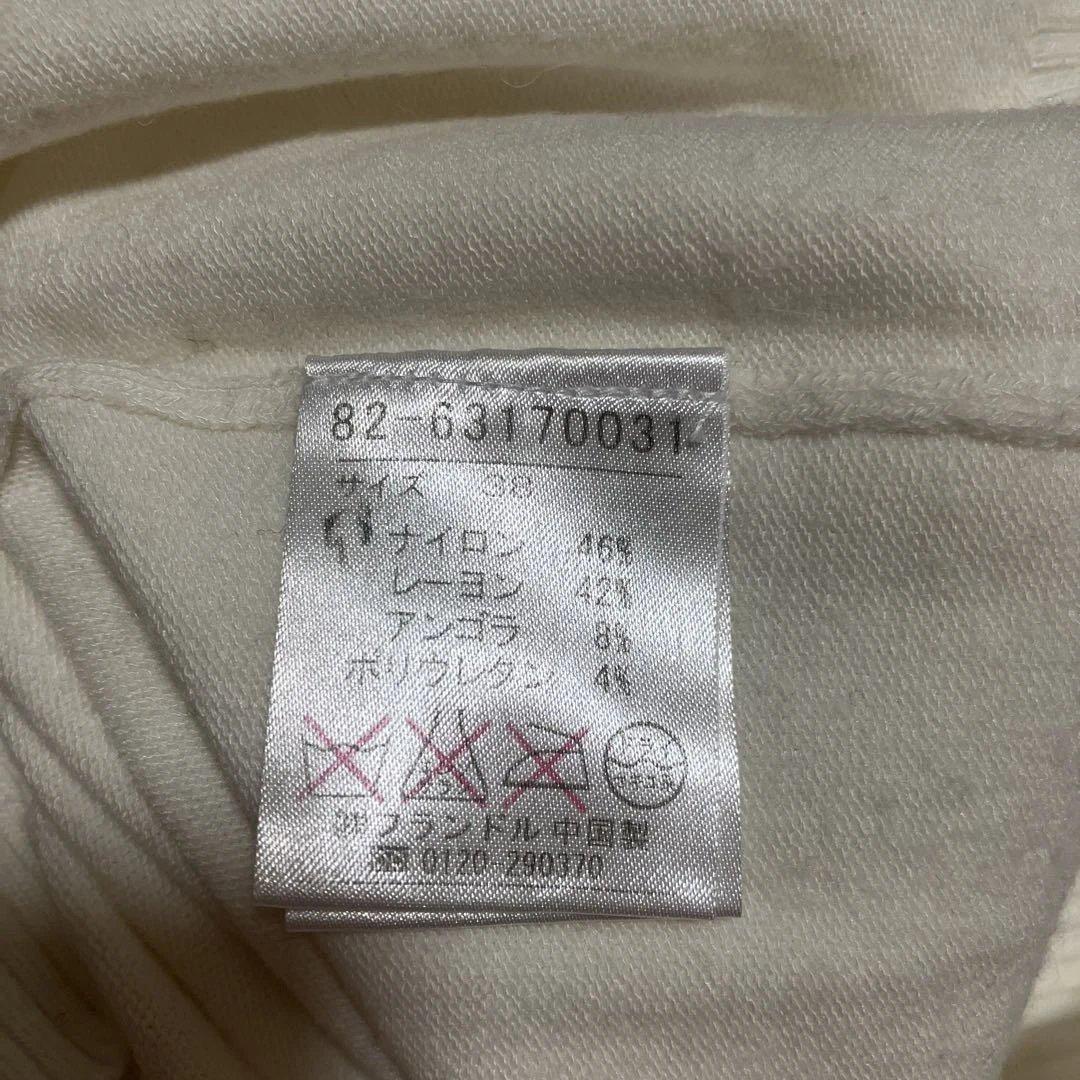 82-63170031
サイズ 38
ナイロン 46%
レーヨン 42%
アンゴラ 8%
ポリウレタン 4%
フランドル 中国製
0120-290370